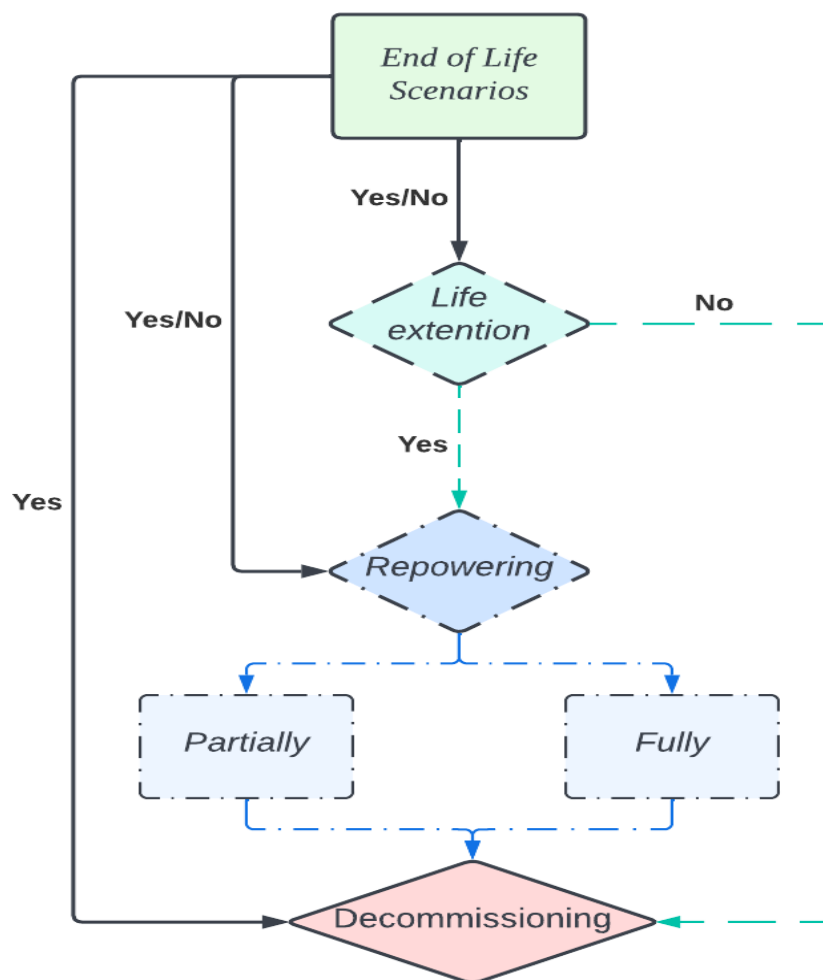 End of Life
Scenarios
Yes/No
Life
extention
No
Yes/No
Yes
Yes
Repowering
Partially
Fully
Decommissioning